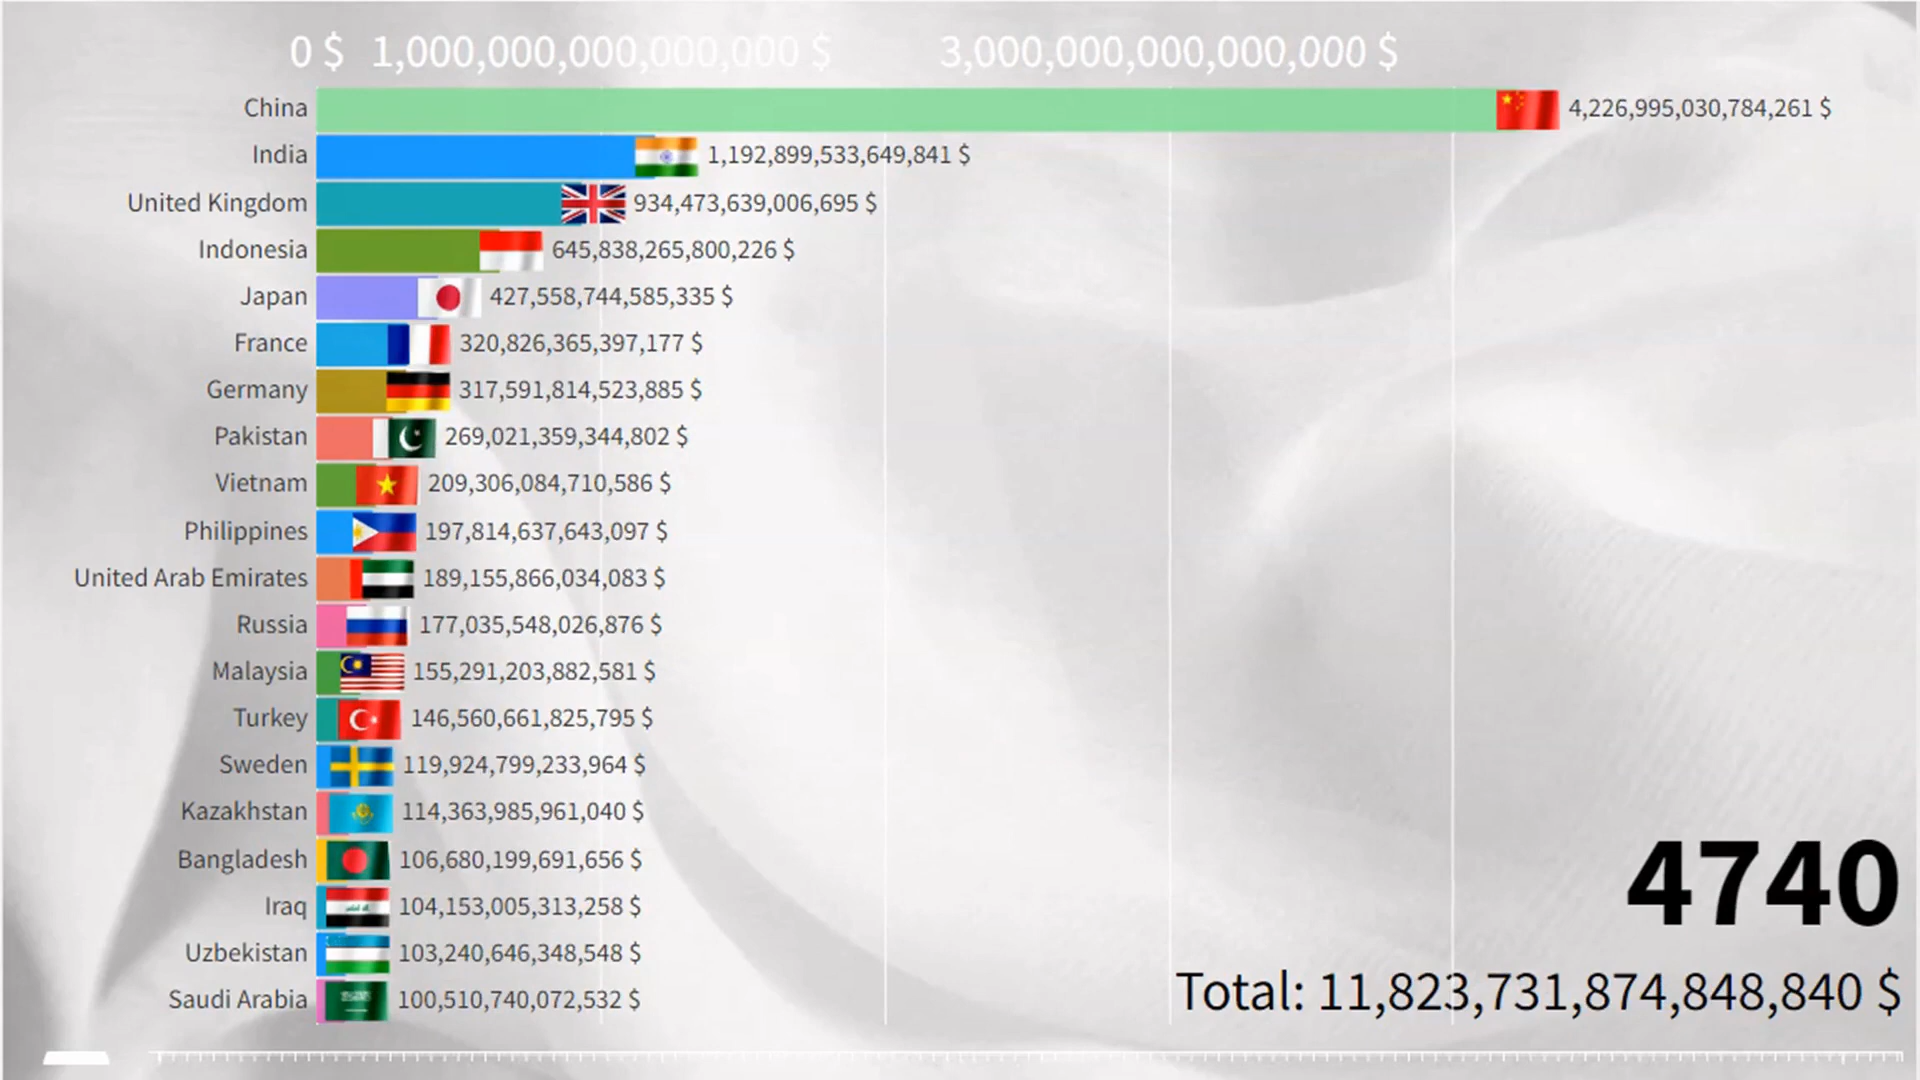 0 $ 1,000,000,000,000,000 $ 3,000,000,000,000,000 $
China 4,226,995,030,784,261 $
India 1,192,899,533,649,841 $
United Kingdom 934,473,639,006,695 $
Indonesia 645,838,265,800,226 $
Japan 427,558,744,585,335 $
France 320,826,365,397,177 $
Germany 317,591,814,523,885 $
Pakistan 269,021,359,344,802 $
Vietnam 209,306,084,710,586 $
Philippines 197,814,637,643,097 $
United Arab Emirates 189,155,866,034,083 $
Russia 177,035,548,026,876 $
Malaysia 155,291,203,882,581 $
Turkey 146,560,661,825,795 $
Sweden 119,924,799,233,964 $
Kazakhstan 114,363,985,961,040 $
Bangladesh 106,680,199,691,656 $
Iraq 104,153,005,313,258 $
Uzbekistan 103,240,646,348,548 $
Saudi Arabia 100,510,740,072,532 $
4740
Total: 11,823,731,874,848,840 $